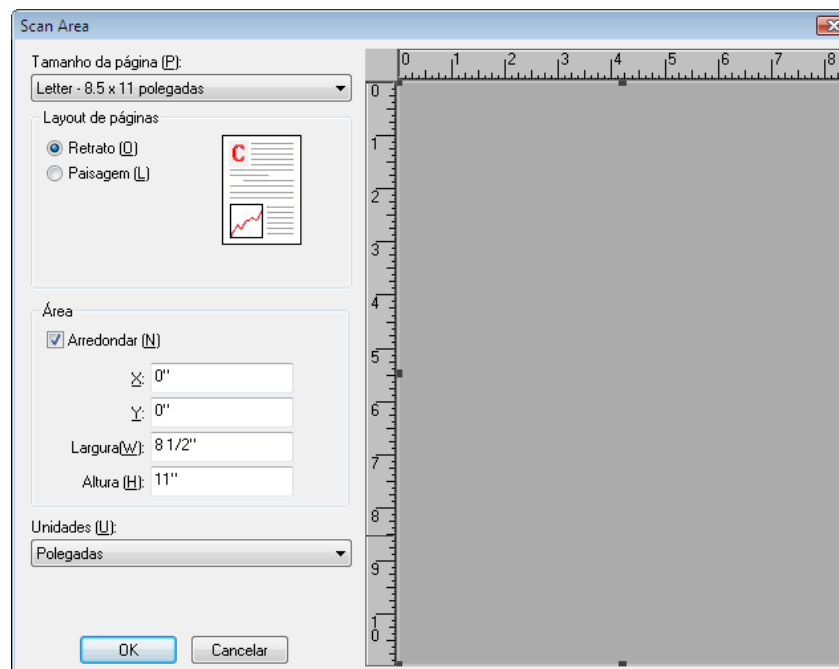 Scan Area
Tamanho da página (P):
Letter - 8.5 x 11 polegadas
Layout de páginas
Retrato (O)
Paisagem (L)
C
Área
Arredondar (N)
X: 0"
Y: 0"
Largura(W): 8 1/2"
Altura (H): 11"
Unidades (U):
Polegadas
OK
Cancelar
0 1 2 3 4 5 6 7 8
0
1
2
3
4
5
6
7
8
9
10